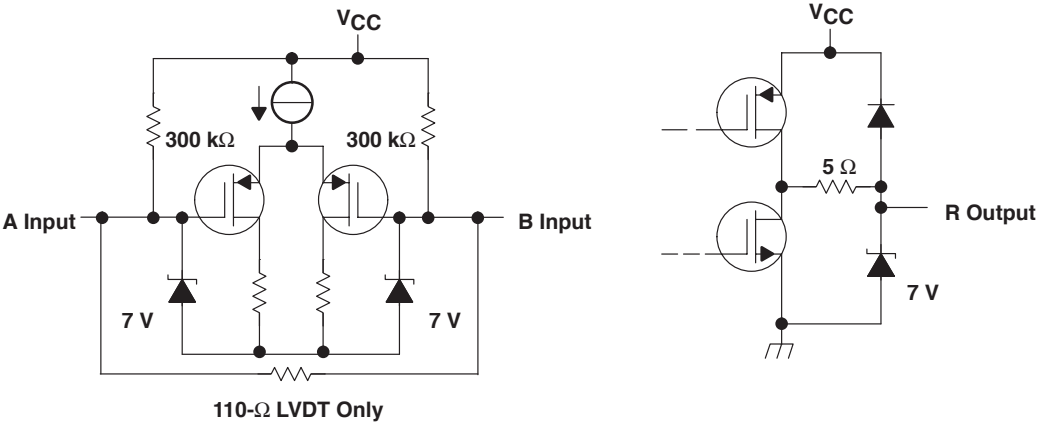 VCC
300 kΩ
300 kΩ
A Input
B Input
7 V
7 V
110-Ω LVDT Only
VCC
5 Ω
R Output
7 V